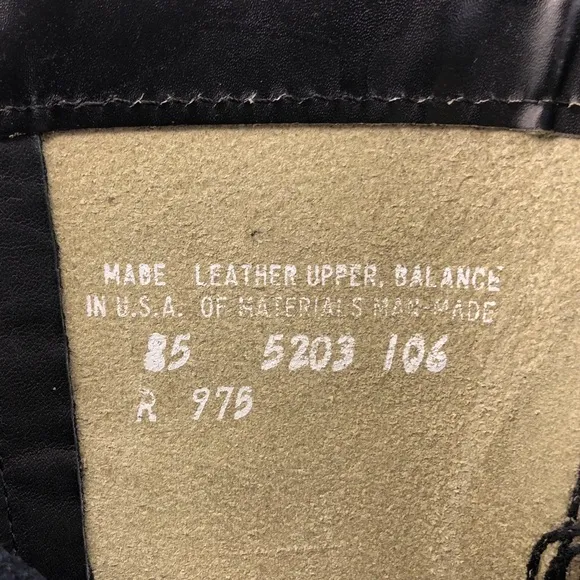 MADE LEATHER UPPER, BALANCE
IN U.S.A. OF MATERIALS MAN-MADE
85 5203 106
R 975